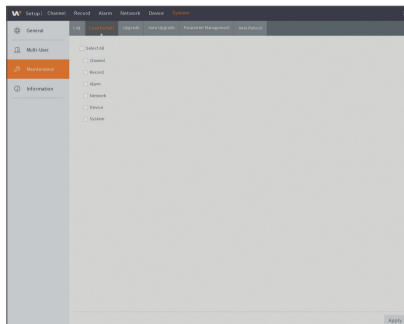 Setup | Channel Record Alarm Network Device System
General
Multi-User
Maintenance
Information
Log Load Default Upgrade Auto Upgrade Parameter Management Auto Reboot
Select All
Channel
Record
Alarm
Network
Device
System
Apply